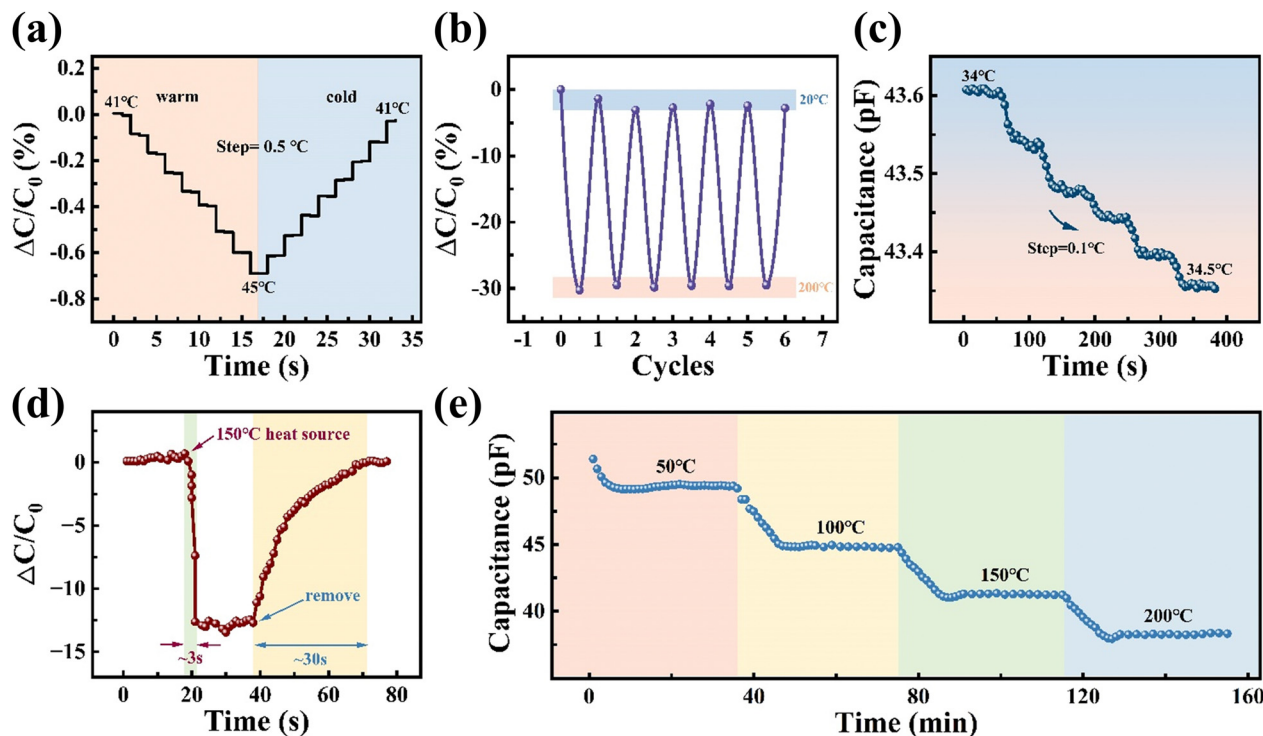 (a)
0.2
0.0
-0.2
-0.4
-0.6
-0.8
ΔC/C0 (%)
41℃
warm
cold
41℃
Step= 0.5 ℃
45℃
0 5 10 15 20 25 30 35
Time (s)
(b)
0
-10
-20
-30
ΔC/C0 (%)
20℃
200℃
-1 0 1 2 3 4 5 6 7
Cycles
(c)
43.6
43.5
43.4
Capacitance (pF)
34℃
Step=0.1℃
34.5℃
0 100 200 300 400
Time (s)
(d)
0
-5
-10
-15
ΔC/C0
150℃ heat source
remove
~3s
~30s
0 20 40 60 80
Time (s)
(e)
50
45
40
Capacitance (pF)
50℃
100℃
150℃
200℃
0 40 80 120 160
Time (min)